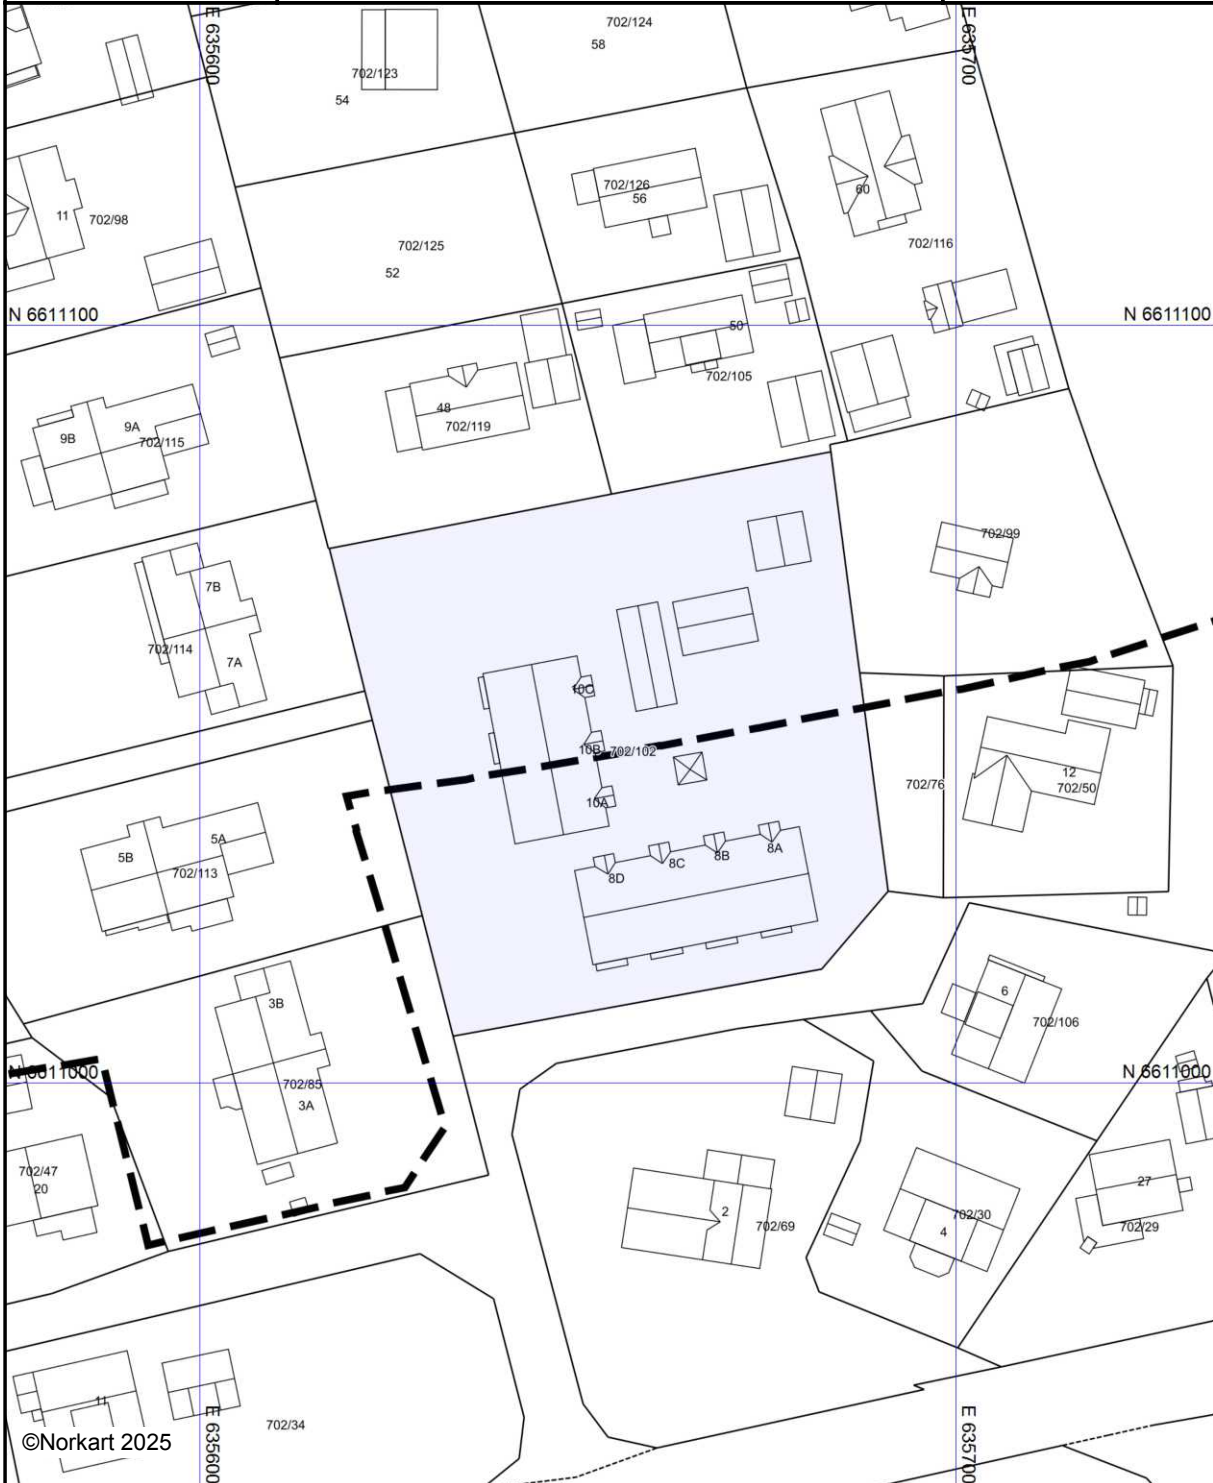 E 635600
E 635700
702/124
58
702/123
54
702/126
56
60
11
702/98
702/125
52
702/116
N 6611100
N 6611100
50
702/105
48
702/119
9B
9A
702/115
702/99
7B
702/114
7A
10C
10B
702/102
12
702/50
702/76
10A
5A
5B
702/113
8A
8B
8C
8D
3B
6
702/106
N 6611000
N 6611000
702/85
3A
702/47
20
27
2
702/69
702/30
4
702/29
11
702/34
E 635600
E 635700
©Norkart 2025